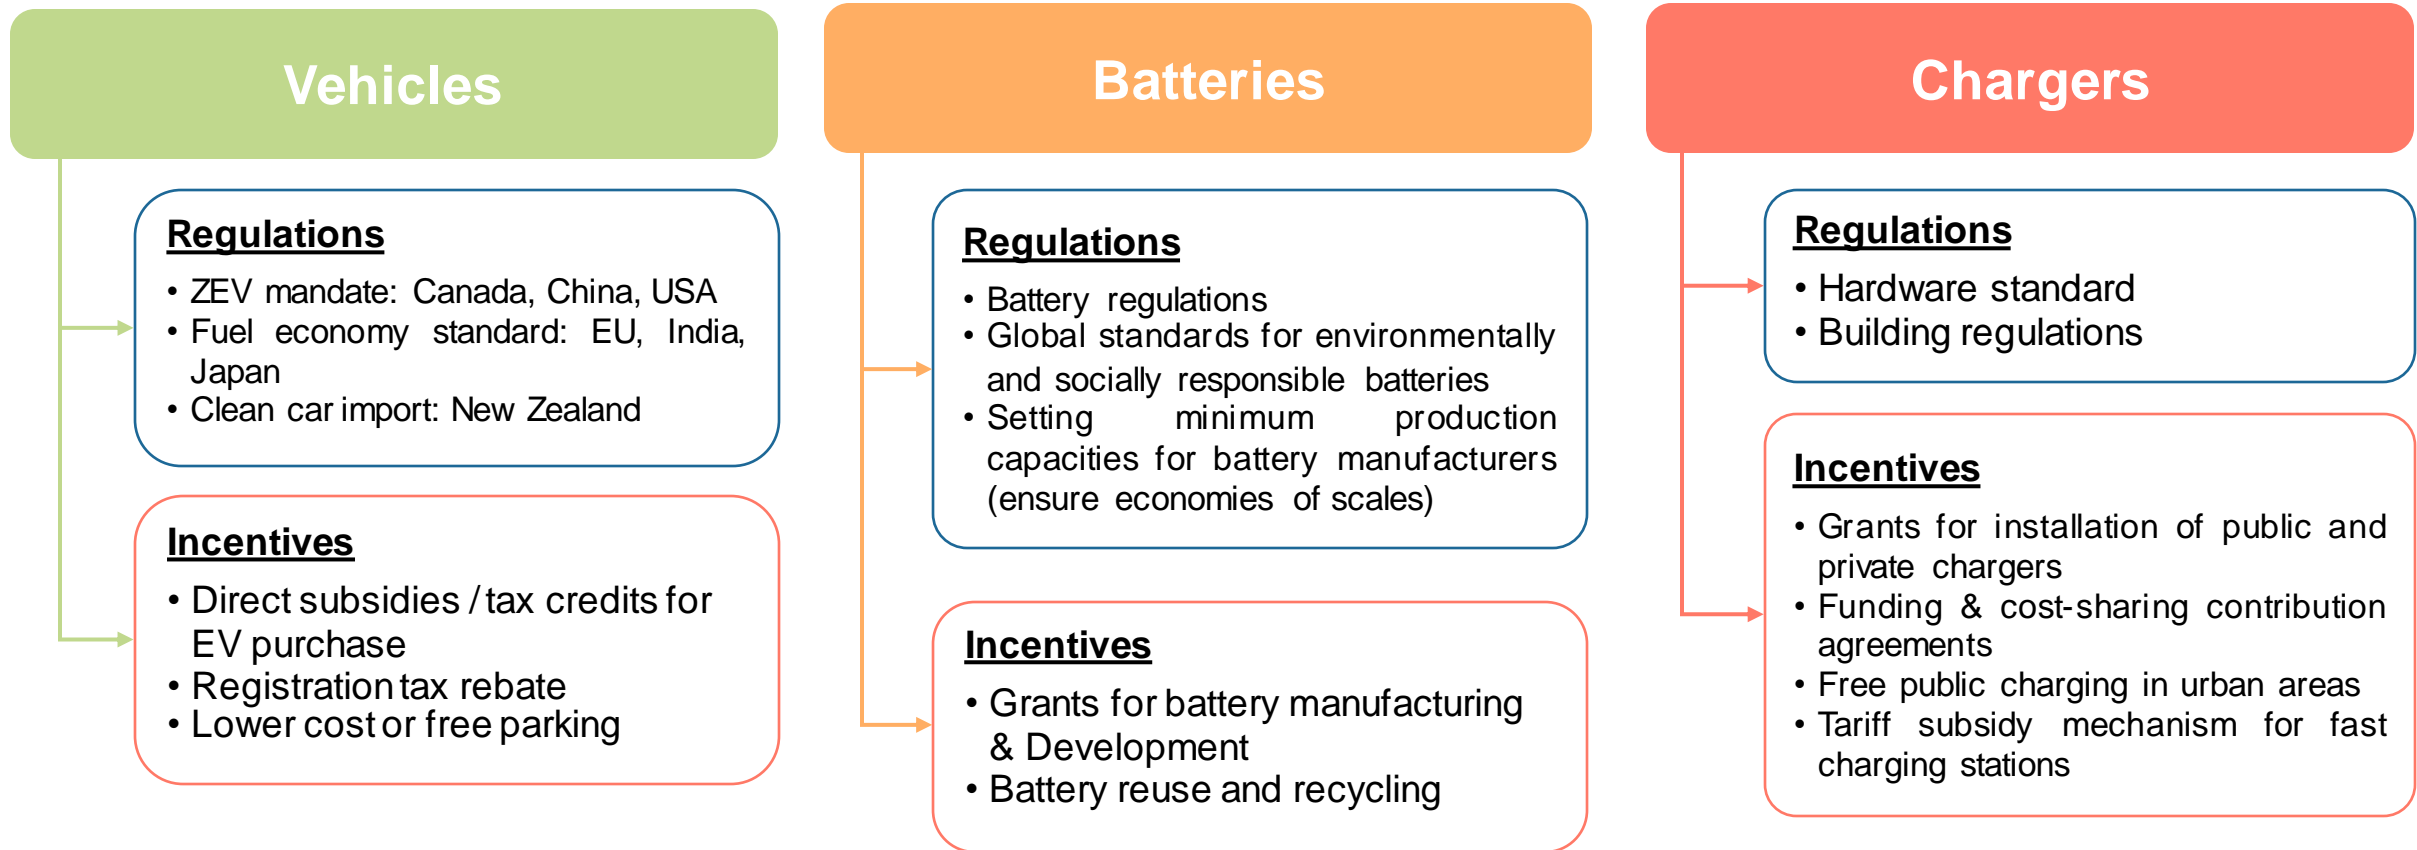 Vehicles
Regulations
• ZEV mandate: Canada, China, USA
• Fuel economy standard: EU, India,
Japan
• Clean car import: New Zealand
Incentives
• Direct subsidies / tax credits for
EV purchase
• Registration tax rebate
• Lower cost or free parking
Batteries
Regulations
• Battery regulations
• Global standards for environmentally
and socially responsible batteries
• Setting minimum production
capacities for battery manufacturers
(ensure economies of scales)
Incentives
• Grants for battery manufacturing
& Development
• Battery reuse and recycling
Chargers
Regulations
• Hardware standard
• Building regulations
Incentives
• Grants for installation of public and
private chargers
• Funding & cost-sharing contribution
agreements
• Free public charging in urban areas
• Tariff subsidy mechanism for fast
charging stations